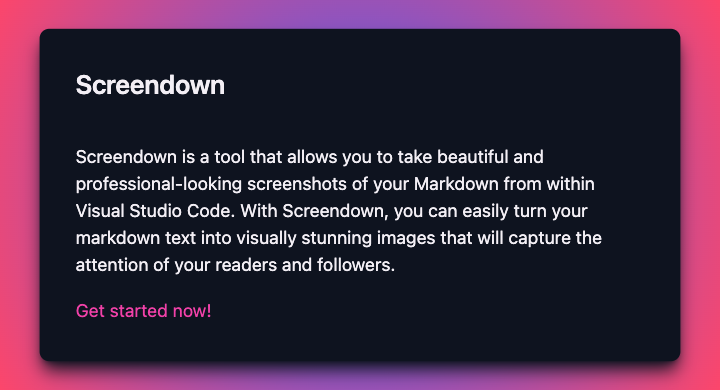 Screendown
Screendown is a tool that allows you to take beautiful and
professional-looking screenshots of your Markdown from within
Visual Studio Code. With Screendown, you can easily turn your
markdown text into visually stunning images that will capture the
attention of your readers and followers.
Get started now!